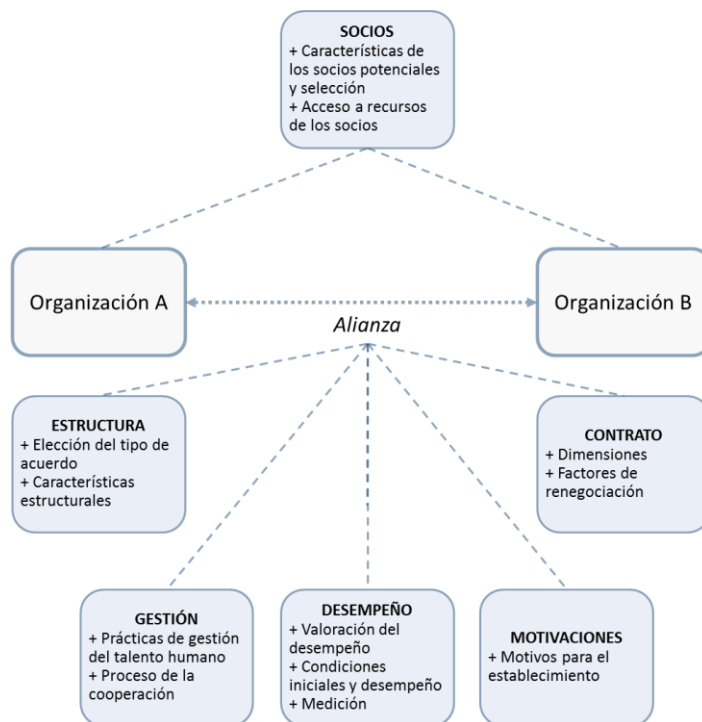 SOCIOS
+ Características de
los socios potenciales
y selección
+ Acceso a recursos
de los socios
Organización A
Organización B
Alianza
ESTRUCTURA
+ Elección del tipo de
acuerdo
+ Características
estructurales
CONTRATO
+ Dimensiones
+ Factores de
renegociación
GESTIÓN
+ Prácticas de gestión
del talento humano
+ Proceso de la
cooperación
DESEMPEÑO
+ Valoración del
desempeño
+ Condiciones
iniciales y desempeño
+ Medición
MOTIVACIONES
+ Motivos para el
establecimiento